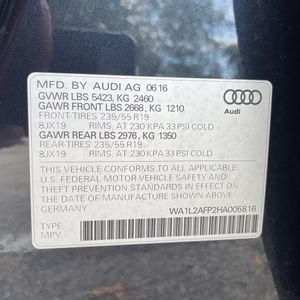 MFD. BY AUDI AG 06 16
GVWR LBS 5423, KG 2460
GAWR FRONT LBS 2668, KG 1210
FRONT-TIRES 235/55 R19
8JX19 RIMS, AT 230 KPA 33 PSI COLD
GAWR REAR LBS 2976, KG 1350
REAR-TIRES 235/55 R19
8JX19 RIMS, AT 230 KPA 33 PSI COLD
Audi
THIS VEHICLE CONFORMS TO ALL APPLICABLE
U.S. FEDERAL MOTOR VEHICLE SAFETY AND
THEFT PREVENTION STANDARDS IN EFFECT ON
THE DATE OF MANUFACTURE SHOWN ABOVE
GERMANY WA1L2AFP2HA005816
TYPE
MPV